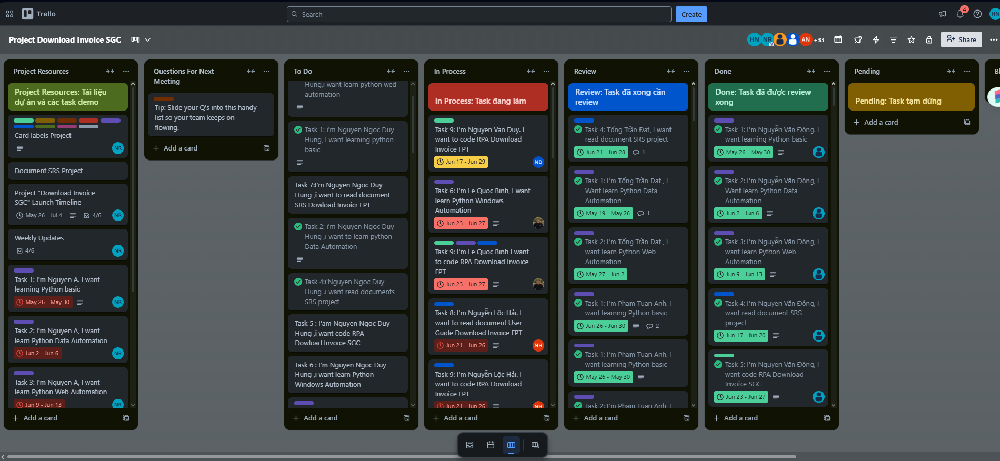 Trello
Search
Create
4
HN
Project Download Invoice SGC
HN
NR
AN
+33
Share
Project Resources
Project Resources: Tài liệu
dự án và các task demo
Card labels Project
NR
Document SRS Project
Project "Download Invoice
SGC" Launch Timeline
May 26 - Jul 4
4/6
NR
Weekly Updates
4/6
NR
Task 1: I'm Nguyen A. I want
learning Python basic
May 26 - May 30
NR
Task 2: I'm Nguyen A, I want
learn Python Data Automation
Jun 2 - Jun 6
NR
Task 3: I'm Nguyen A, I want
learn Python Web Automation
Jun 9 - Jun 13
NR
Add a card
Questions For Next
Meeting
Tip: Slide your Q's into this handy
list so your team keeps on
flowing.
Add a card
To Do
Hung,i want learn python wed
automation
Task 1: i'm Nguyen Ngoc Duy
Hung, I want learning python
basic
Task 7:I'm Nguyen Ngoc Duy
Hung ,i want to read document
SRS Dowload Invoicr FPT
Task 2: i'm Nguyen Ngoc Duy
Hung ,i want to learn python
Data Automation
Task 4:i'Nguyen Ngoc Duy
Hung .i want read documents
SRS project
Task 5 : I'am Nguyen Ngoc Duy
Hung ,i want code RPA
Dowload Invoice SGC
Task 6 : I'm Nguyen Ngoc Duy
Hung ,i want learn Python
Windows Automation
Add a card
In Process
In Process: Task đang làm
Task 9: I'm Nguyen Van Duy. I
want to code RPA Download
Invoice FPT
Jun 17 - Jun 29
ND
Task 6: I'm Le Quoc Binh, I want
learn Python Windows
Automation
Jun 23 - Jun 27
Task 9: I'm Le Quoc Binh I want
to code RPA Download Invoice
FPT
Jun 23 - Jun 27
Task 8: I'm Nguyễn Lộc Hải. I
want to read document User
Guide Download Invoice FPT
Jun 21 - Jun 26
NH
Task 9: I'm Nguyễn Lộc Hải. I
want to code RPA Download
Invoice FPT
Jun 21 - Jun 26
NH
Add a card
Review
Review: Task đã xong cần
review
Task 4: Tống Trần Đạt, I want
read document SRS project
Jun 21 - Jun 28
1
Task 1: I'm Tống Trần Đạt , I
Want learn Python Data
Automation
May 19 - May 26
1
Task 2: I'm Tống Trần Đạt , I
want learn Python Web
Automation
May 27 - Jun 2
Task 1: I'm Pham Tuan Anh. I
want learning Python basic
Jun 26 - Jun 30
2
Task 1: I'm Pham Tuan Anh. I
want learning Python basic
May 26 - May 30
Task 2: I'm Pham Tuan Anh. I
Add a card
Done
Done: Task đã được review
xong
Task 1: I'm Nguyễn Văn Đông. I
want learning Python basic
May 26 - May 30
Task 2: I'm Nguyễn Văn Đông, I
Want learn Python Data
Automation
Jun 2 - Jun 6
Task 3: I'm Nguyễn Văn Đông, I
want learn Python Web
Automation
Jun 9 - Jun 13
Task 4: I'm Nguyen Văn Đông, I
want read document SRS
project
Jun 17 - Jun 20
Task 5: I'm Nguyen Văn Đông, I
want code RPA Download
Invoice SGC
Jun 23 - Jun 27
Add a card
Pending
Pending: Task tạm dừng
Add a card